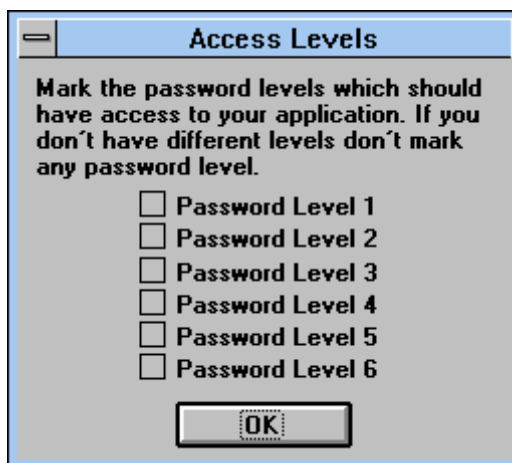 Access Levels
Mark the password levels which should
have access to your application. If you
don´t have different levels don´t mark
any password level.
Password Level 1
Password Level 2
Password Level 3
Password Level 4
Password Level 5
Password Level 6
OK